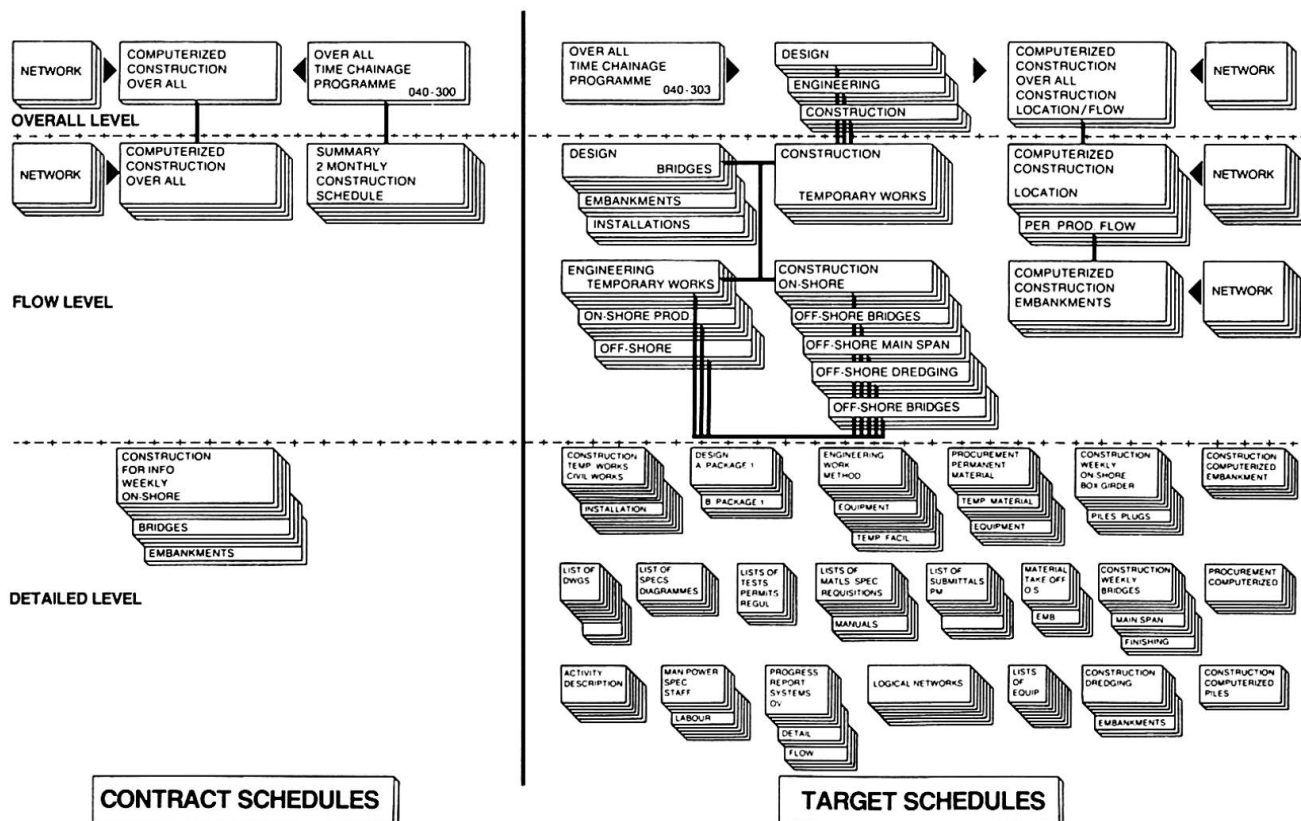 NETWORK
COMPUTERIZED
CONSTRUCTION
OVER ALL
OVER ALL
TIME CHAINAGE
PROGRAMME
040-300
OVERALL LEVEL
NETWORK
COMPUTERIZED
CONSTRUCTION
OVER ALL
SUMMARY
2 MONTHLY
CONSTRUCTION
SCHEDULE
FLOW LEVEL
CONSTRUCTION
FOR INFO
WEEKLY
ON-SHORE
BRIDGES
EMBANKMENTS
DETAILED LEVEL
CONTRACT SCHEDULES
OVER ALL
TIME CHAINAGE
PROGRAMME
040-303
DESIGN
ENGINEERING
CONSTRUCTION
COMPUTERIZED
CONSTRUCTION
OVER ALL
CONSTRUCTION
LOCATION/FLOW
NETWORK
DESIGN
BRIDGES
EMBANKMENTS
INSTALLATIONS
CONSTRUCTION
TEMPORARY WORKS
COMPUTERIZED
CONSTRUCTION
LOCATION
PER PROD. FLOW
NETWORK
ENGINEERING
TEMPORARY WORKS
ON-SHORE PROD
OFF-SHORE
CONSTRUCTION
ON-SHORE
OFF-SHORE BRIDGES
OFF-SHORE MAIN SPAN
OFF-SHORE DREDGING
OFF-SHORE BRIDGES
COMPUTERIZED
CONSTRUCTION
EMBANKMENTS
NETWORK
CONSTRUCTION
TEMP WORKS
CIVIL WORKS
INSTALLATION
DESIGN
A PACKAGE 1
B PACKAGE 1
ENGINEERING
WORK
METHOD
EQUIPMENT
TEMP FACIL
PROCUREMENT
PERMANENT
MATERIAL
TEMP MATERIAL
EQUIPMENT
CONSTRUCTION
WEEKLY
ON-SHORE
BOX GIRDER
PILES PLUGS
CONSTRUCTION
COMPUTERIZED
EMBANKMENT
LIST OF
DWGS
LIST OF
SPECS
DIAGRAMMES
LISTS OF
TESTS
PERMITS
REGUL
LISTS OF
MATLS SPEC
REQUISITIONS
MANUALS
LIST OF
SUBMITTALS
PM
MATERIAL
TAKE OFF
O.S
EMB
CONSTRUCTION
WEEKLY
BRIDGES
MAIN SPAN
FINISHING
PROCUREMENT
COMPUTERIZED
ACTIVITY
DESCRIPTION
MAN POWER
SPEC
STAFF
LABOUR
PROGRESS
REPORT
SYSTEMS
OV
DETAIL
FLOW
LOGICAL NETWORKS
LISTS
OF
EQUIP
CONSTRUCTION
DREDGING
EMBANKMENTS
CONSTRUCTION
COMPUTERIZED
PILES
TARGET SCHEDULES